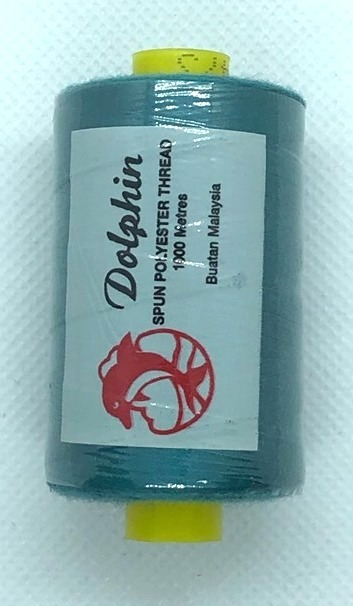 Dolphin
SPUN POLYESTER THREAD
1000 Metres
Buatan Malaysia